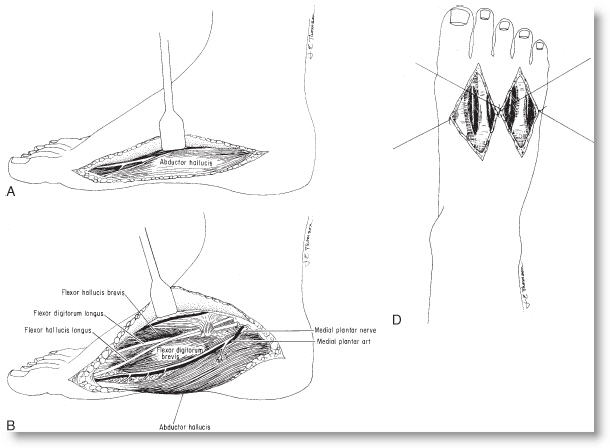 A
Abductor hallucis
B
Flexor hallucis brevis
Flexor digitorum longus
Flexor hallucis longus
Flexor digitorum
brevis
Medial plantar nerve
Medial plantar art
Abductor hallucis
D